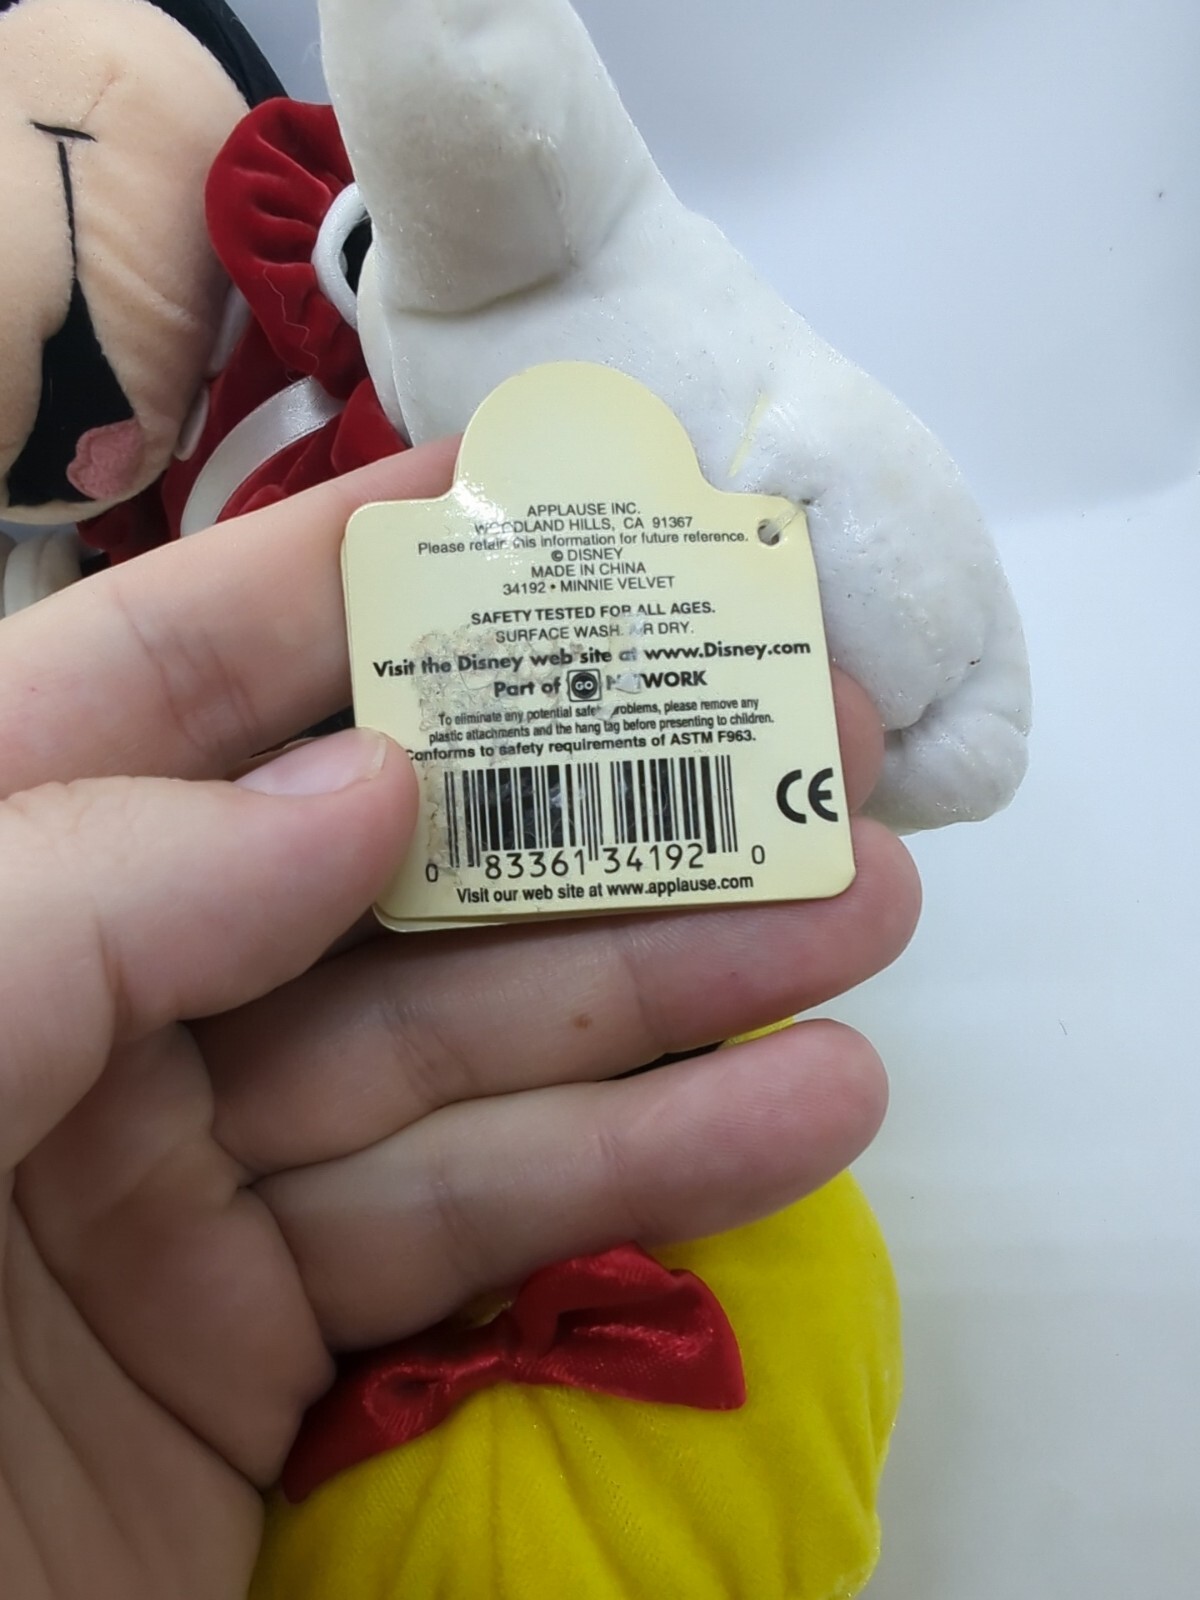 APPLAUSE INC.
WOODLAND HILLS, CA 91367
Please retain this information for future reference.
© DISNEY
MADE IN CHINA
34192 • MINNIE VELVET
SAFETY TESTED FOR ALL AGES.
SURFACE WASH. AIR DRY.
Visit the Disney web site at www.Disney.com
Part of GO NETWORK
To eliminate any potential safety problems, please remove any
plastic attachments and the hang tag before presenting to children.
Conforms to safety requirements of ASTM F963.
CE
0 83361 34192 0
Visit our web site at www.applause.com